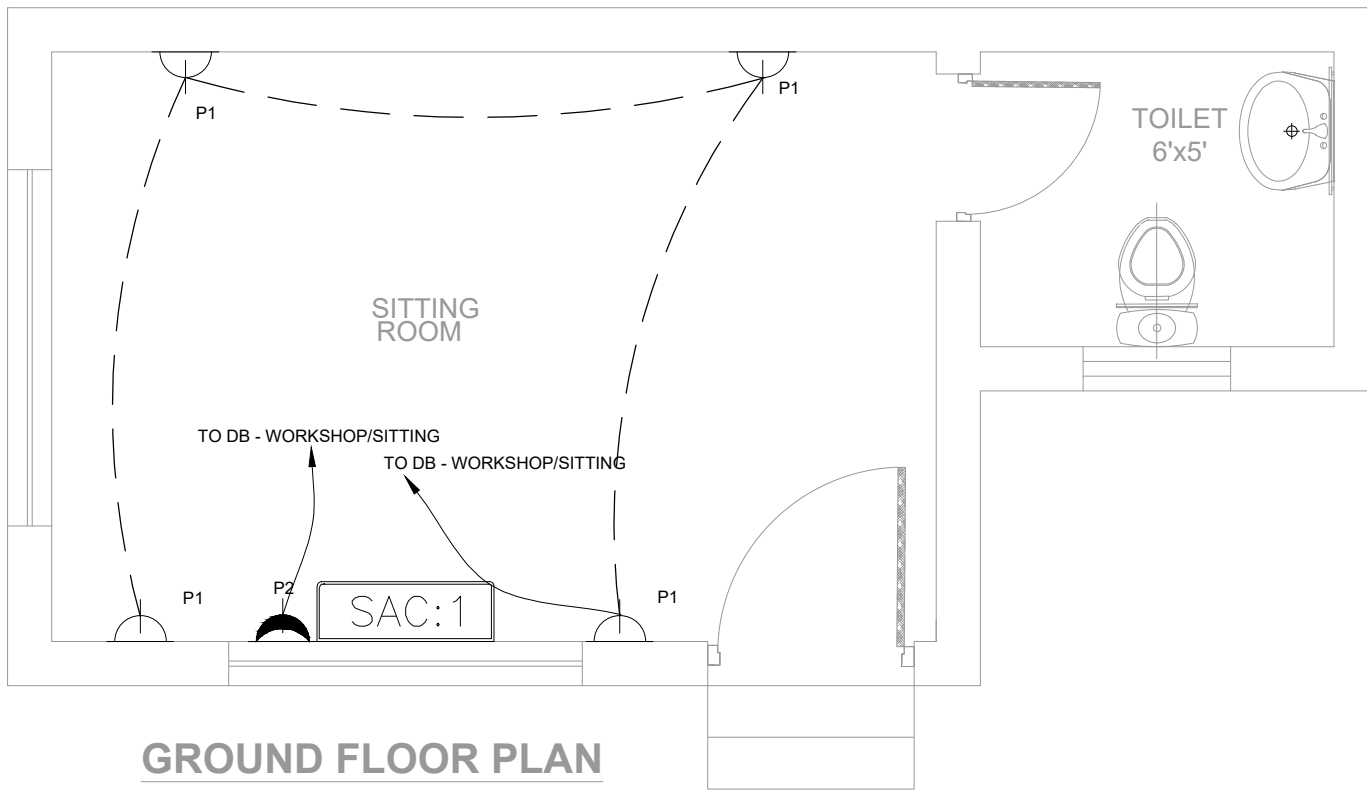 P1
P1
TOILET
6'x5'
SITTING
ROOM
TO DB - WORKSHOP/SITTING
TO DB - WORKSHOP/SITTING
P1
P2
SAC:1
P1
GROUND FLOOR PLAN